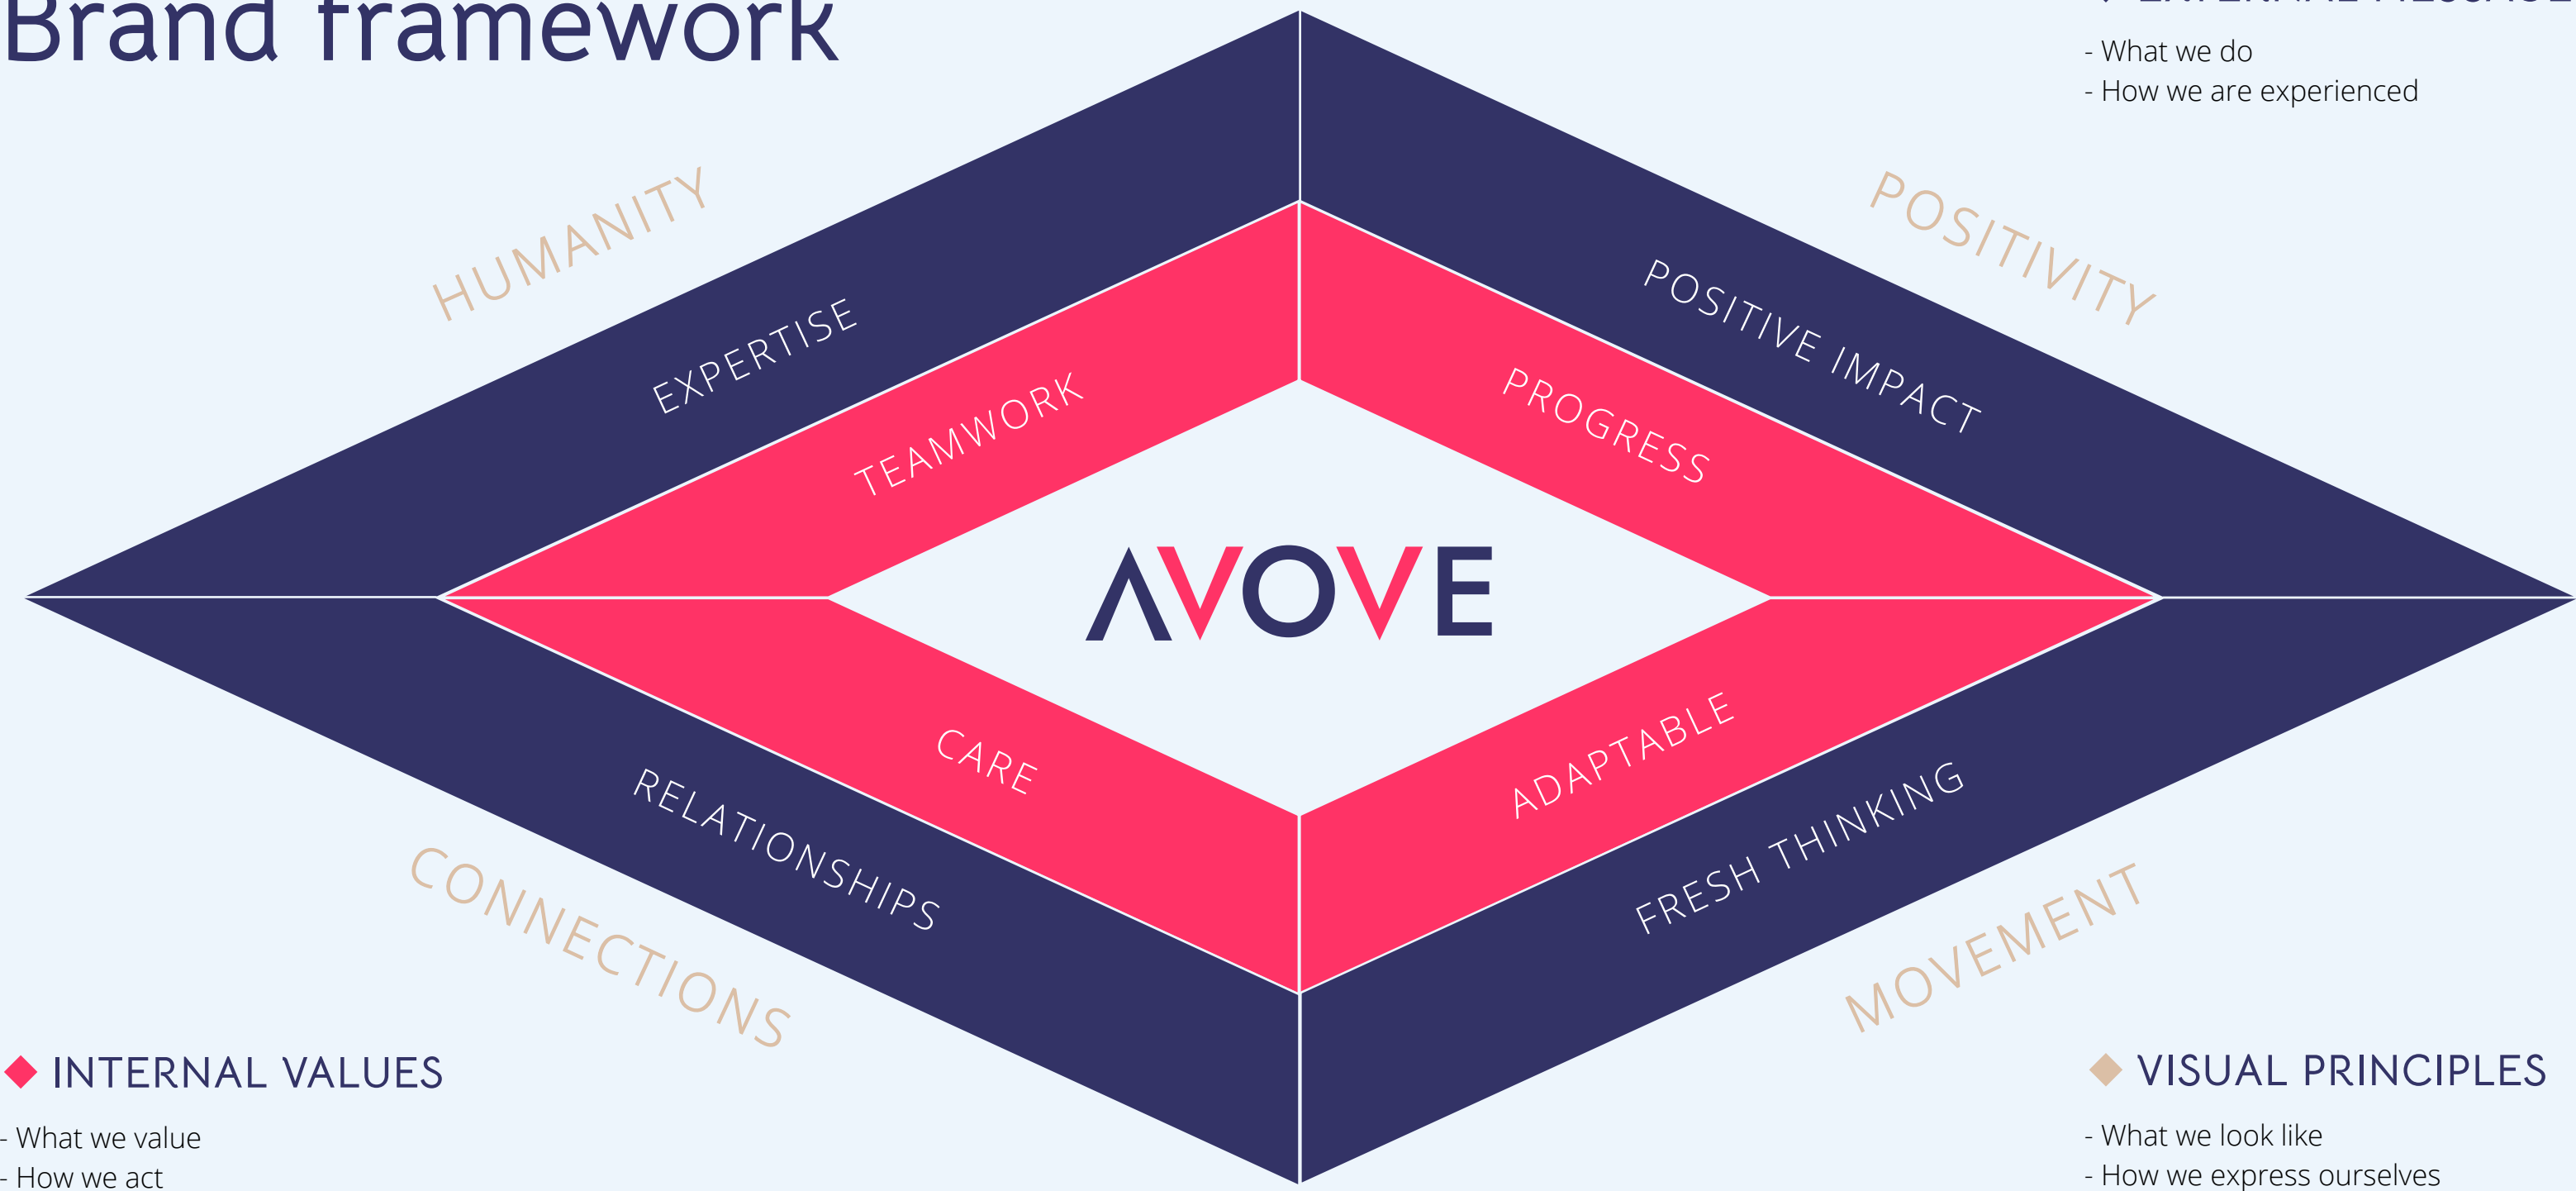 Brand framework
EXTERNAL MESSAGE
- What we do
- How we are experienced
HUMANITY
POSITIVITY
EXPERTISE
POSITIVE IMPACT
TEAMWORK
PROGRESS
AVOVE
CARE
ADAPTABLE
RELATIONSHIPS
FRESH THINKING
CONNECTIONS
MOVEMENT
INTERNAL VALUES
- What we value
- How we act
VISUAL PRINCIPLES
- What we look like
- How we express ourselves